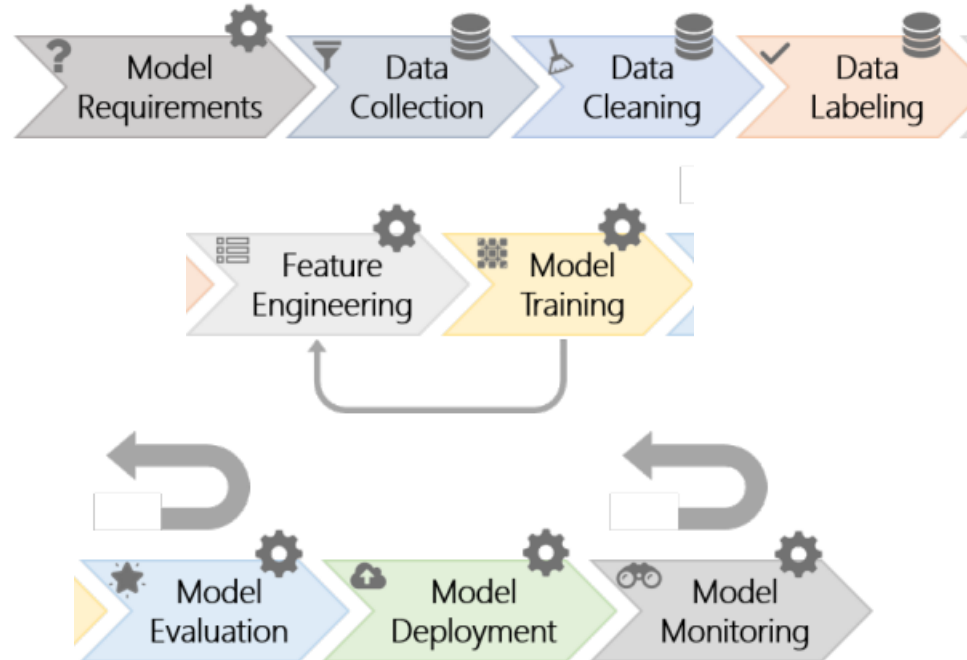 Model
Requirements
Data
Collection
Data
Cleaning
Data
Labeling
Feature
Engineering
Model
Training
Model
Evaluation
Model
Deployment
Model
Monitoring